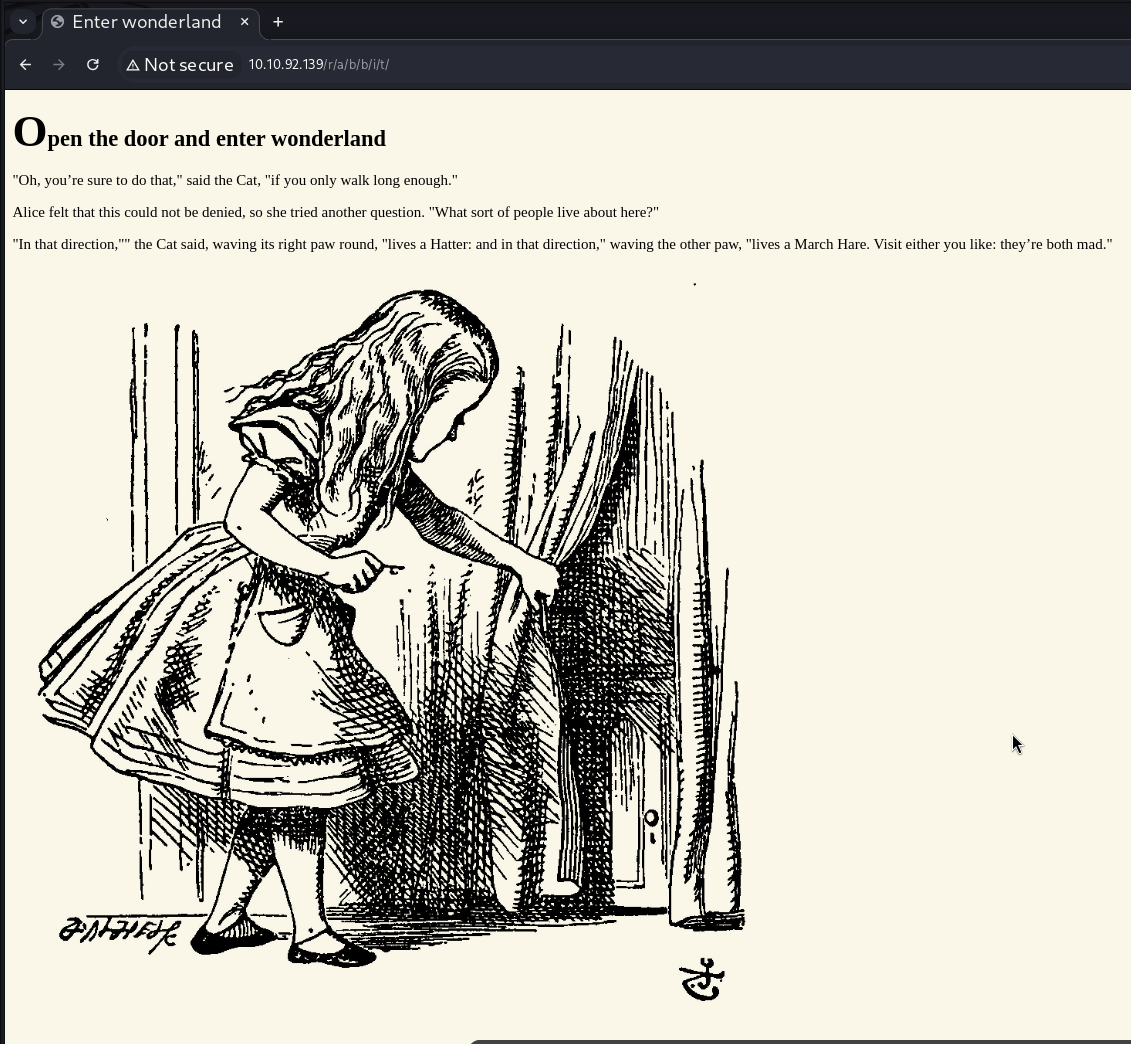 Enter wonderland
Not secure 10.10.92.139/r/a/b/b/i/t/
Open the door and enter wonderland
"Oh, you’re sure to do that," said the Cat, "if you only walk long enough."
Alice felt that this could not be denied, so she tried another question. "What sort of people live about here?"
"In that direction,"" the Cat said, waving its right paw round, "lives a Hatter: and in that direction," waving the other paw, "lives a March Hare. Visit either you like: they’re both mad."